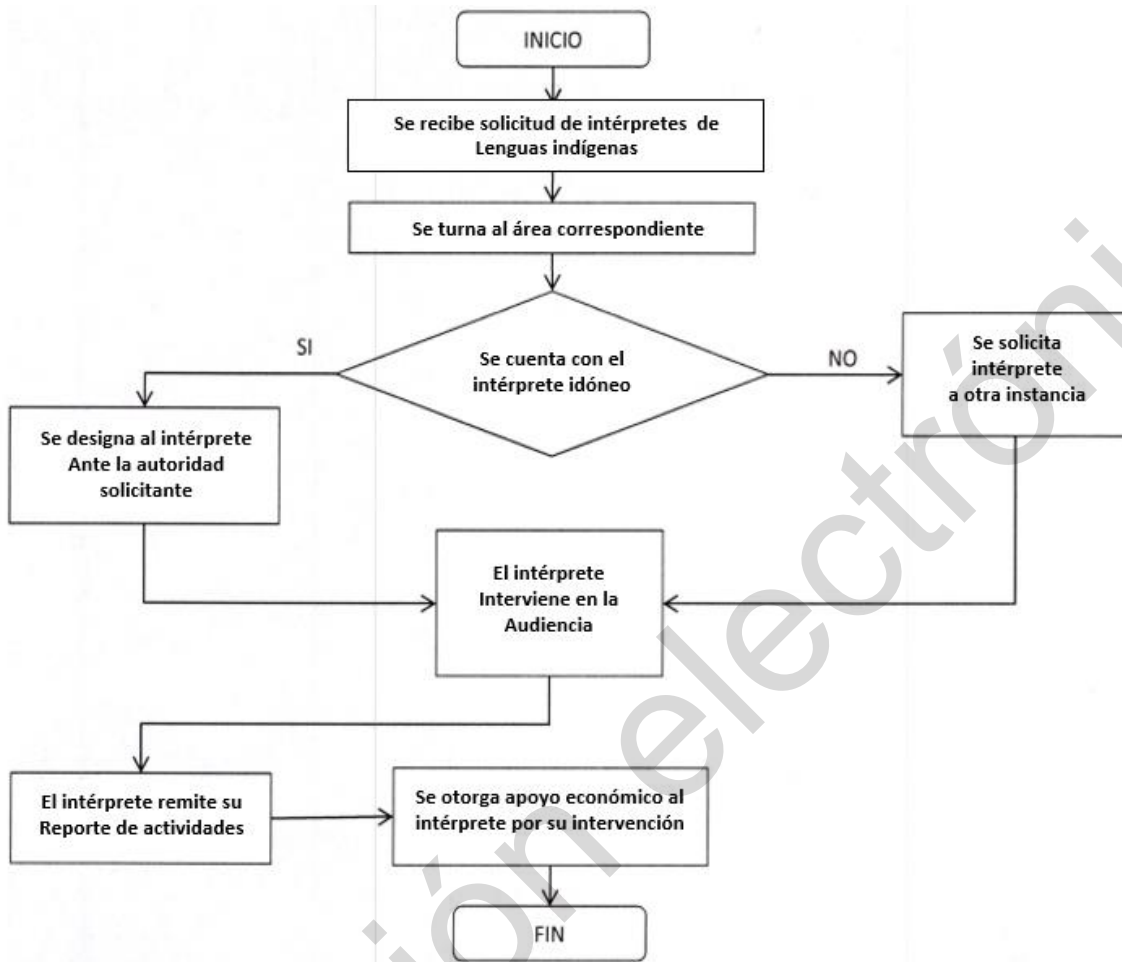 INICIO
Se recibe solicitud de intérpretes de
Lenguas indígenas
Se turna al área correspondiente
SI
Se cuenta con el
intérprete idóneo
NO
Se solicita
intérprete
a otra instancia
Se designa al intérprete
Ante la autoridad
solicitante
El intérprete
Interviene en la
Audiencia
El intérprete remite su
Reporte de actividades
Se otorga apoyo económico al
intérprete por su intervención
FIN
ión electróni